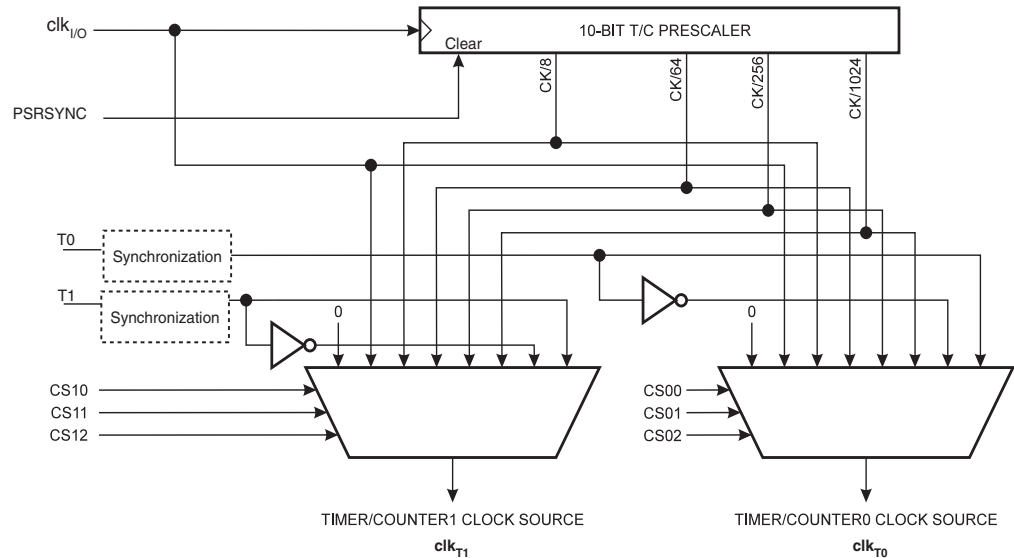 clkI/O
10-BIT T/C PRESCALER
Clear
PSRSYNC
CK/8
CK/64
CK/256
CK/1024
T0
Synchronization
T1
Synchronization
0
0
CS10
CS11
CS12
CS00
CS01
CS02
TIMER/COUNTER1 CLOCK SOURCE
clkT1
TIMER/COUNTER0 CLOCK SOURCE
clkT0